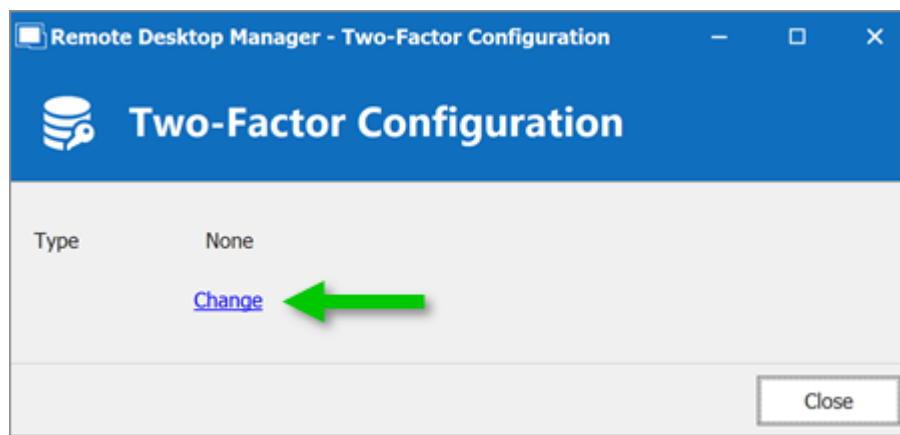 Remote Desktop Manager - Two-Factor Configuration
Two-Factor Configuration
Type None
Change
Close